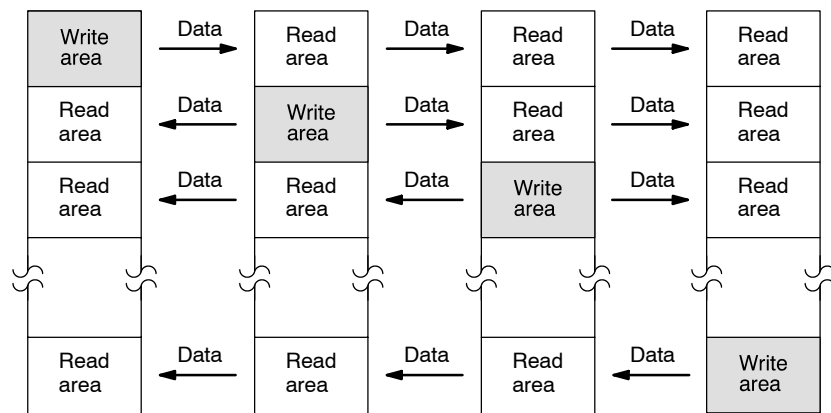 Write area Data Read area Data Read area Data Read area
Read area Data Write area Data Read area Data Read area
Read area Data Read area Data Write area Data Read area
Read area Data Read area Data Read area Data Write area